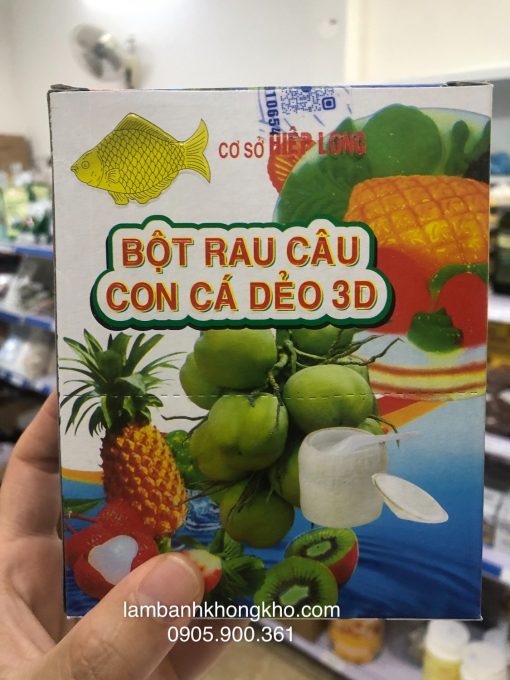 CƠ SỞ HIỆP LONG
BỘT RAU CÂU
CON CÁ DẺO 3D
lambanhkhongkho.com
0905.900.361